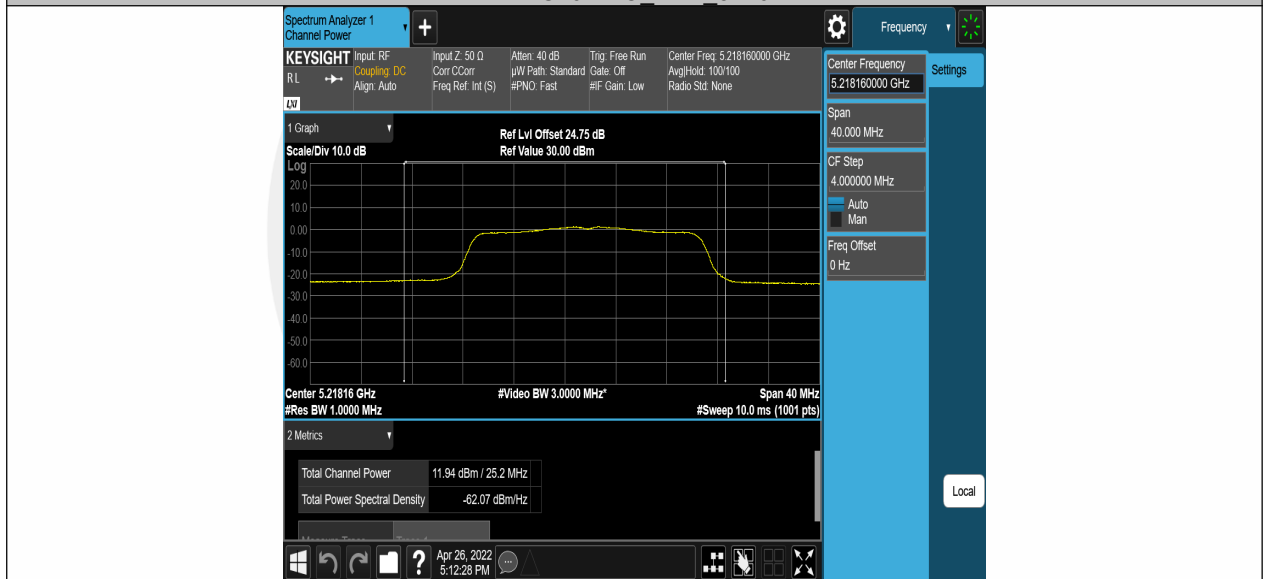 Spectrum Analyzer 1
Channel Power
+
Frequency
KEYSIGHT
RL
LXI
Input: RF
Coupling: DC
Align: Auto
Input Z: 50 Ω
Corr CCorr
Freq Ref: Int (S)
Atten: 40 dB
µW Path: Standard
#PNO: Fast
Trig: Free Run
Gate: Off
#IF Gain: Low
Center Freq: 5.218160000 GHz
Avg|Hold: 100/100
Radio Std: None
Center Frequency
5.218160000 GHz
Settings
Span
40.000 MHz
CF Step
4.000000 MHz
Auto
Man
Freq Offset
0 Hz
Local
1 Graph
Scale/Div 10.0 dB
Ref Lvl Offset 24.75 dB
Ref Value 30.00 dBm
Log
20.0
10.0
0.00
-10.0
-20.0
-30.0
-40.0
-50.0
-60.0
Center 5.21816 GHz
#Video BW 3.0000 MHz*
Span 40 MHz
#Res BW 1.0000 MHz
#Sweep 10.0 ms (1001 pts)
2 Metrics
Total Channel Power 11.94 dBm / 25.2 MHz
Total Power Spectral Density -62.07 dBm/Hz
?
Apr 26, 2022
5:12:28 PM